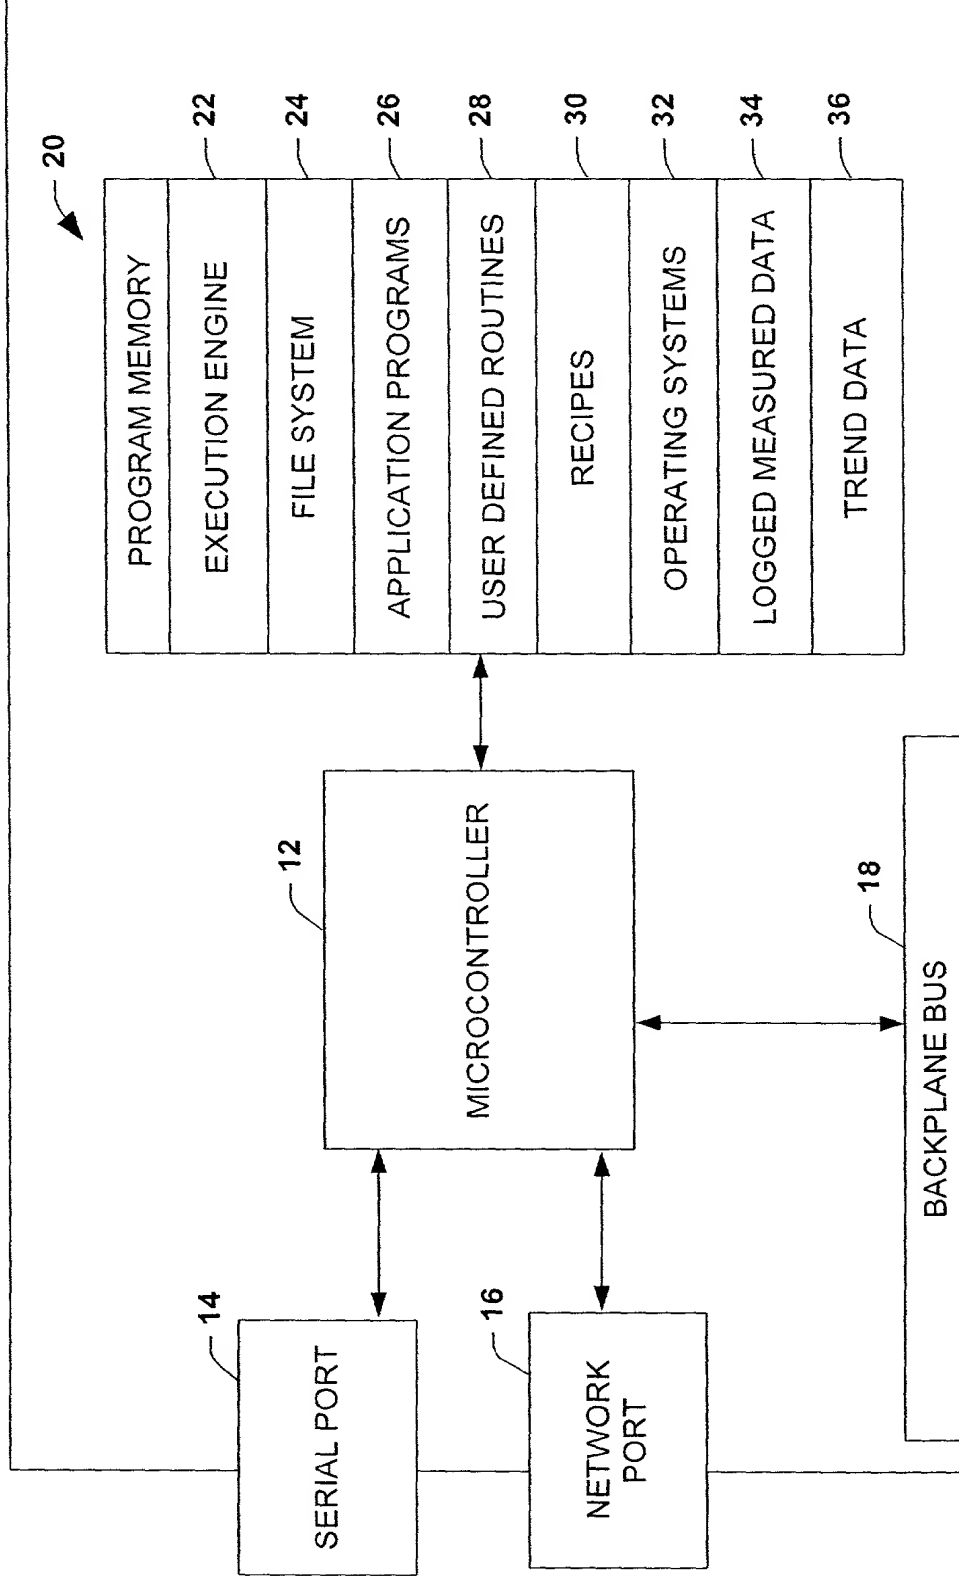 20
PROGRAM MEMORY
EXECUTION ENGINE
22
FILE SYSTEM
24
APPLICATION PROGRAMS
26
USER DEFINED ROUTINES
28
RECIPES
30
OPERATING SYSTEMS
32
LOGGED MEASURED DATA
34
TREND DATA
36
12
MICROCONTROLLER
14
SERIAL PORT
16
NETWORK
PORT
18
BACKPLANE BUS